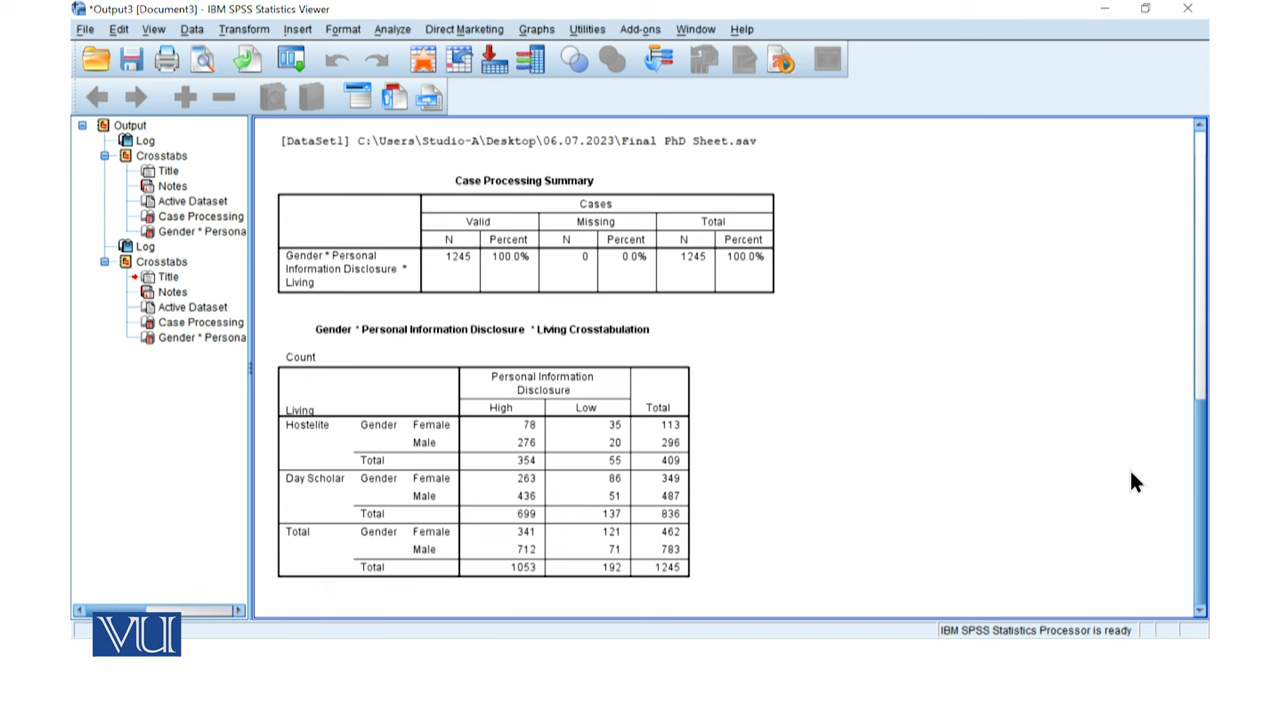 *Output3 [Document3] - IBM SPSS Statistics Viewer
File Edit View Data Transform Insert Format Analyze Direct Marketing Graphs Utilities Add-ons Window Help
Output
Log
Crosstabs
Title
Notes
Active Dataset
Case Processing
Gender * Persona
Log
Crosstabs
Title
Notes
Active Dataset
Case Processing
Gender * Persona
[DataSet1] C:\Users\Studio-A\Desktop\06.07.2023\Final PhD Sheet.sav
Case Processing Summary
Cases
Valid Missing Total
N Percent N Percent N Percent
Gender * Personal 1245 100.0% 0 0.0% 1245 100.0%
Information Disclosure *
Living
Gender * Personal Information Disclosure * Living Crosstabulation
Count
Personal Information
Disclosure
Living High Low Total
Hostelite Gender Female 78 35 113
Male 276 20 296
Total 354 55 409
Day Scholar Gender Female 263 86 349
Male 436 51 487
Total 699 137 836
Total Gender Female 341 121 462
Male 712 71 783
Total 1053 192 1245
IBM SPSS Statistics Processor is ready
VU